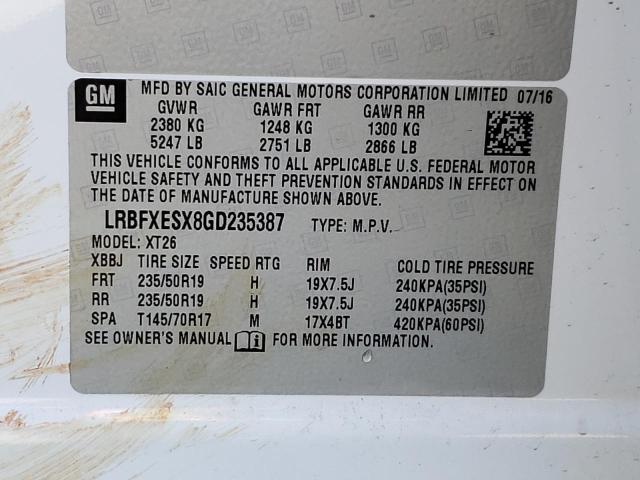 GM
MFD BY SAIC GENERAL MOTORS CORPORATION LIMITED 07/16
GVWR GAWR FRT GAWR RR
2380 KG 1248 KG 1300 KG
5247 LB 2751 LB 2866 LB
THIS VEHICLE CONFORMS TO ALL APPLICABLE U.S. FEDERAL MOTOR
VEHICLE SAFETY AND THEFT PREVENTION STANDARDS IN EFFECT ON
THE DATE OF MANUFACTURE SHOWN ABOVE.
LRBFXESX8GD235387 TYPE: M.P.V.
MODEL: XT26
XBBJ TIRE SIZE SPEED RTG RIM COLD TIRE PRESSURE
FRT 235/50R19 H 19X7.5J 240KPA(35PSI)
RR 235/50R19 H 19X7.5J 240KPA(35PSI)
SPA T145/70R17 M 17X4BT 420KPA(60PSI)
SEE OWNER'S MANUAL i FOR MORE INFORMATION.